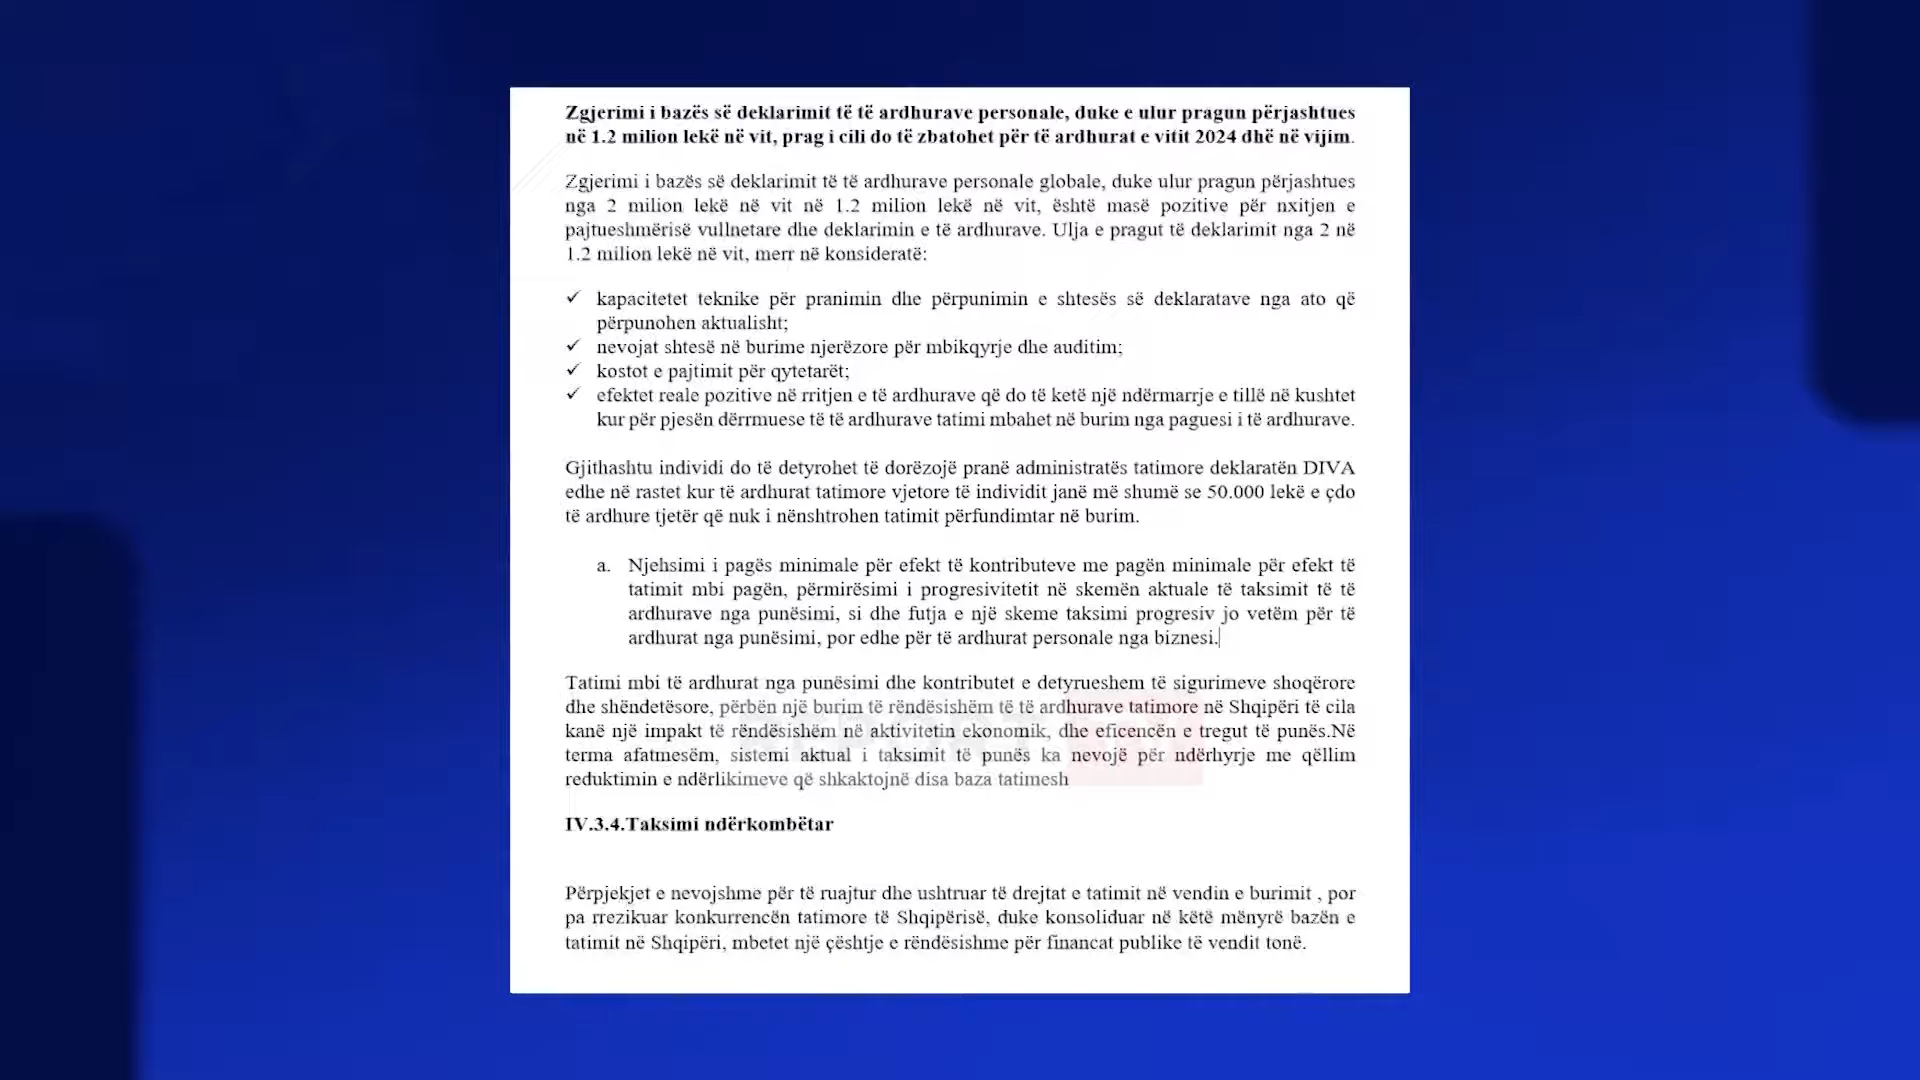 Zgjerimi i bazës së deklarimit të të ardhurave personale, duke e ulur pragun përjashtues
në 1.2 milion lekë në vit, prag i cili do të zbatohet për të ardhurat e vitit 2024 dhë në vijim.
Zgjerimi i bazës së deklarimit të të ardhurave personale globale, duke ulur pragun përjashtues
nga 2 milion lekë në vit në 1.2 milion lekë në vit, është masë pozitive për nxitjen e
pajtueshmërisë vullnetare dhe deklarimin e të ardhurave. Ulja e pragut të deklarimit nga 2 në
1.2 milion lekë në vit, merr në konsideratë:
✓ kapacitetet teknike për pranimin dhe përpunimin e shtesës së deklaratave nga ato që
përpunohen aktualisht;
✓ nevojat shtesë në burime njerëzore për mbikqyrje dhe auditim;
✓ kostot e pajtimit për qytetarët;
✓ efektet reale pozitive në rritjen e të ardhurave që do të ketë një ndërmarrje e tillë në kushtet
kur për pjesën dërrmuese të të ardhurave tatimi mbahet në burim nga paguesi i të ardhurave.
Gjithashtu individi do të detyrohet të dorëzojë pranë administratës tatimore deklaratën DIVA
edhe në rastet kur të ardhurat tatimore vjetore të individit janë më shumë se 50.000 lekë e çdo
të ardhure tjetër që nuk i nënshtrohen tatimit përfundimtar në burim.
a. Njehsimi i pagës minimale për efekt të kontributeve me pagën minimale për efekt të
tatimit mbi pagën, përmirësimi i progresivitetit në skemën aktuale të taksimit të të
ardhurave nga punësimi, si dhe futja e një skeme taksimi progresiv jo vetëm për të
ardhurat nga punësimi, por edhe për të ardhurat personale nga biznesi.
Tatimi mbi të ardhurat nga punësimi dhe kontributet e detyrueshem të sigurimeve shoqërore
dhe shëndetësore, përbën një burim të rëndësishëm të të ardhurave tatimore në Shqipëri të cila
kanë një impakt të rëndësishëm në aktivitetin ekonomik, dhe eficencën e tregut të punës.Në
terma afatmesëm, sistemi aktual i taksimit të punës ka nevojë për ndërhyrje me qëllim
reduktimin e ndërlikimeve që shkaktojnë disa baza tatimesh
IV.3.4.Taksimi ndërkombëtar
Përpjekjet e nevojshme për të ruajtur dhe ushtruar të drejtat e tatimit në vendin e burimit , por
pa rrezikuar konkurrencën tatimore të Shqipërisë, duke konsoliduar në këtë mënyrë bazën e
tatimit në Shqipëri, mbetet një çështje e rëndësishme për financat publike të vendit tonë.